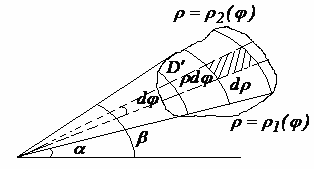 ρ = ρ₂(φ)
D'
ρdφ
dρ
dφ
β
α
ρ = ρ₁(φ)